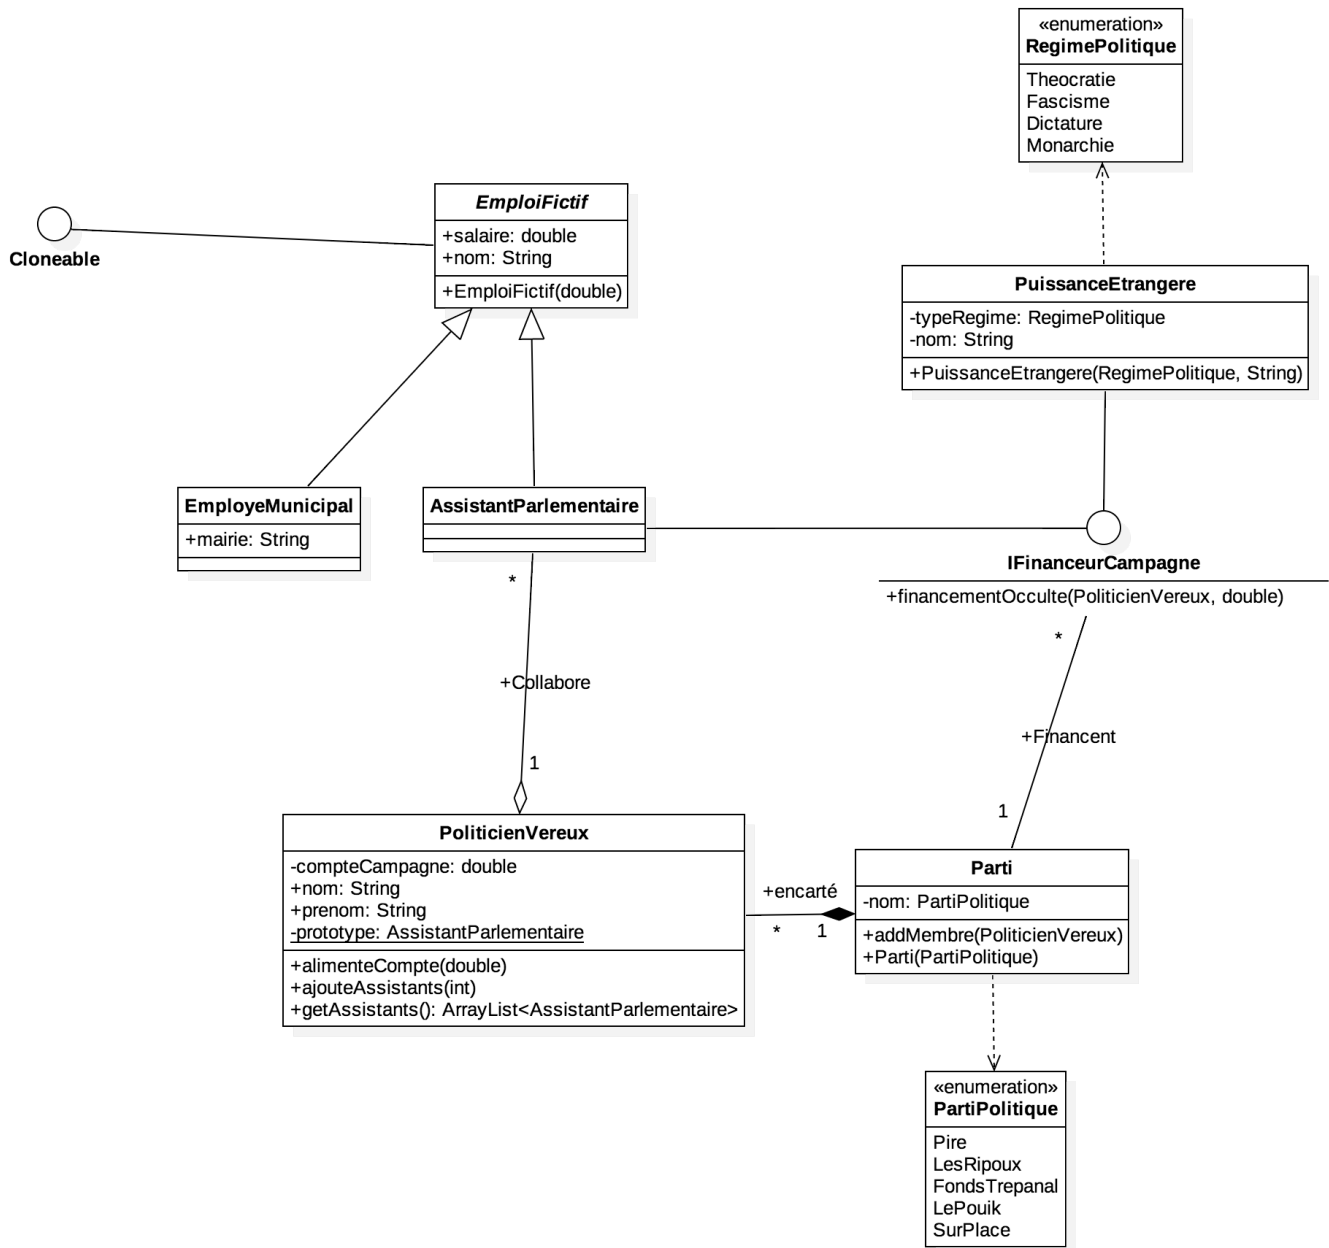 «enumeration»
RegimePolitique
Theocratie
Fascisme
Dictature
Monarchie
Cloneable
EmploiFictif
+salaire: double
+nom: String
+EmploiFictif(double)
PuissanceEtrangere
-typeRegime: RegimePolitique
-nom: String
+PuissanceEtrangere(RegimePolitique, String)
EmployeMunicipal
+mairie: String
AssistantParlementaire
IFinanceurCampagne
+financementOcculte(PoliticienVereux, double)
*
+Collabore
1
*
+Financent
1
PoliticienVereux
-compteCampagne: double
+nom: String
+prenom: String
-prototype: AssistantParlementaire
+alimenteCompte(double)
+ajouteAssistants(int)
+getAssistants(): ArrayList<AssistantParlementaire>
+encarté
*
1
Parti
-nom: PartiPolitique
+addMembre(PoliticienVereux)
+Parti(PartiPolitique)
«enumeration»
PartiPolitique
Pire
LesRipoux
FondsTrepanal
LePouik
SurPlace